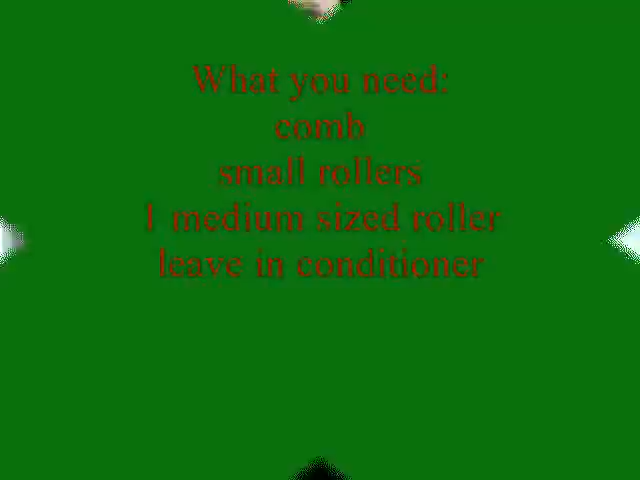 What you need:
comb
small rollers
1 medium sized roller
leave in conditioner